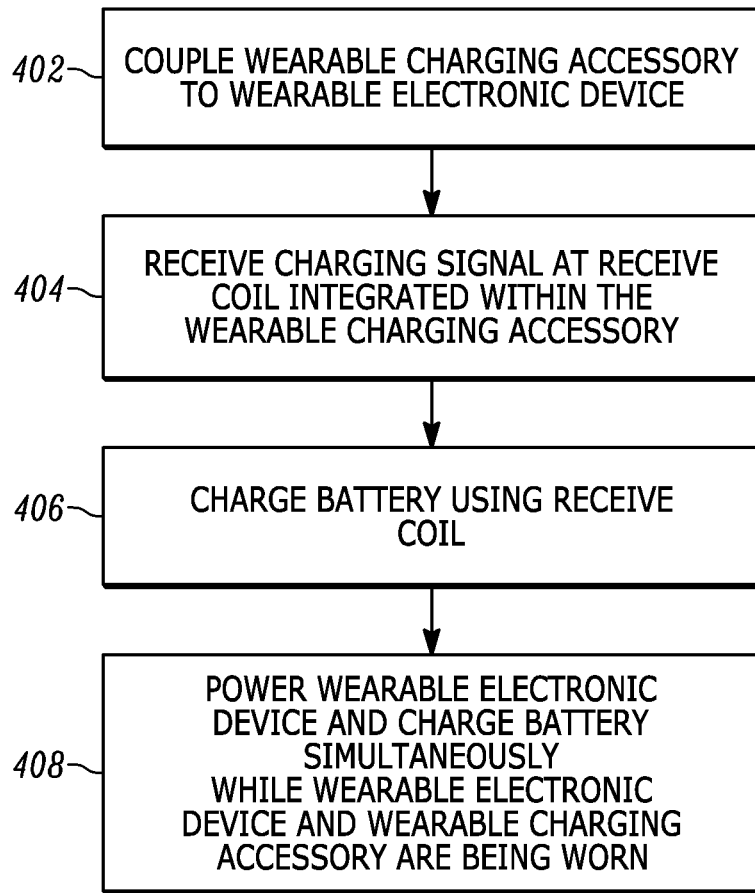 402
COUPLE WEARABLE CHARGING ACCESSORY
TO WEARABLE ELECTRONIC DEVICE
404
RECEIVE CHARGING SIGNAL AT RECEIVE
COIL INTEGRATED WITHIN THE
WEARABLE CHARGING ACCESSORY
406
CHARGE BATTERY USING RECEIVE
COIL
408
POWER WEARABLE ELECTRONIC
DEVICE AND CHARGE BATTERY
SIMULTANEOUSLY
WHILE WEARABLE ELECTRONIC
DEVICE AND WEARABLE CHARGING
ACCESSORY ARE BEING WORN